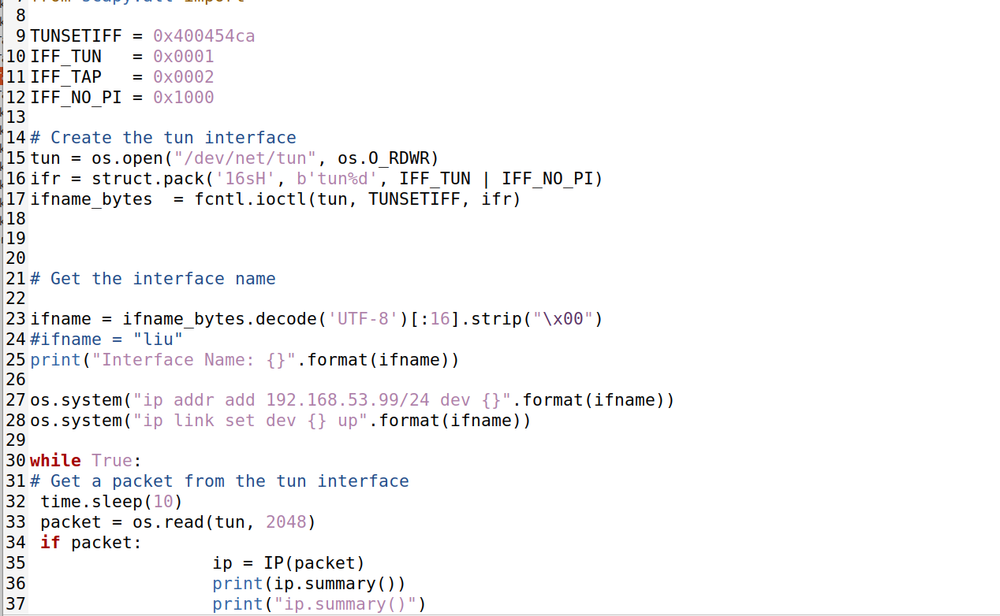 8
9 TUNSETIFF = 0x400454ca
10 IFF_TUN   = 0x0001
11 IFF_TAP   = 0x0002
12 IFF_NO_PI = 0x1000
13
14 # Create the tun interface
15 tun = os.open("/dev/net/tun", os.O_RDWR)
16 ifr = struct.pack('16sH', b'tun%d', IFF_TUN | IFF_NO_PI)
17 ifname_bytes  = fcntl.ioctl(tun, TUNSETIFF, ifr)
18
19
20
21 # Get the interface name
22
23 ifname = ifname_bytes.decode('UTF-8')[:16].strip("\x00")
24 #ifname = "liu"
25 print("Interface Name: {}".format(ifname))
26
27 os.system("ip addr add 192.168.53.99/24 dev {}".format(ifname))
28 os.system("ip link set dev {} up".format(ifname))
29
30 while True:
31 # Get a packet from the tun interface
32  time.sleep(10)
33  packet = os.read(tun, 2048)
34  if packet:
35                   ip = IP(packet)
36                   print(ip.summary())
37                   print("ip.summary()")